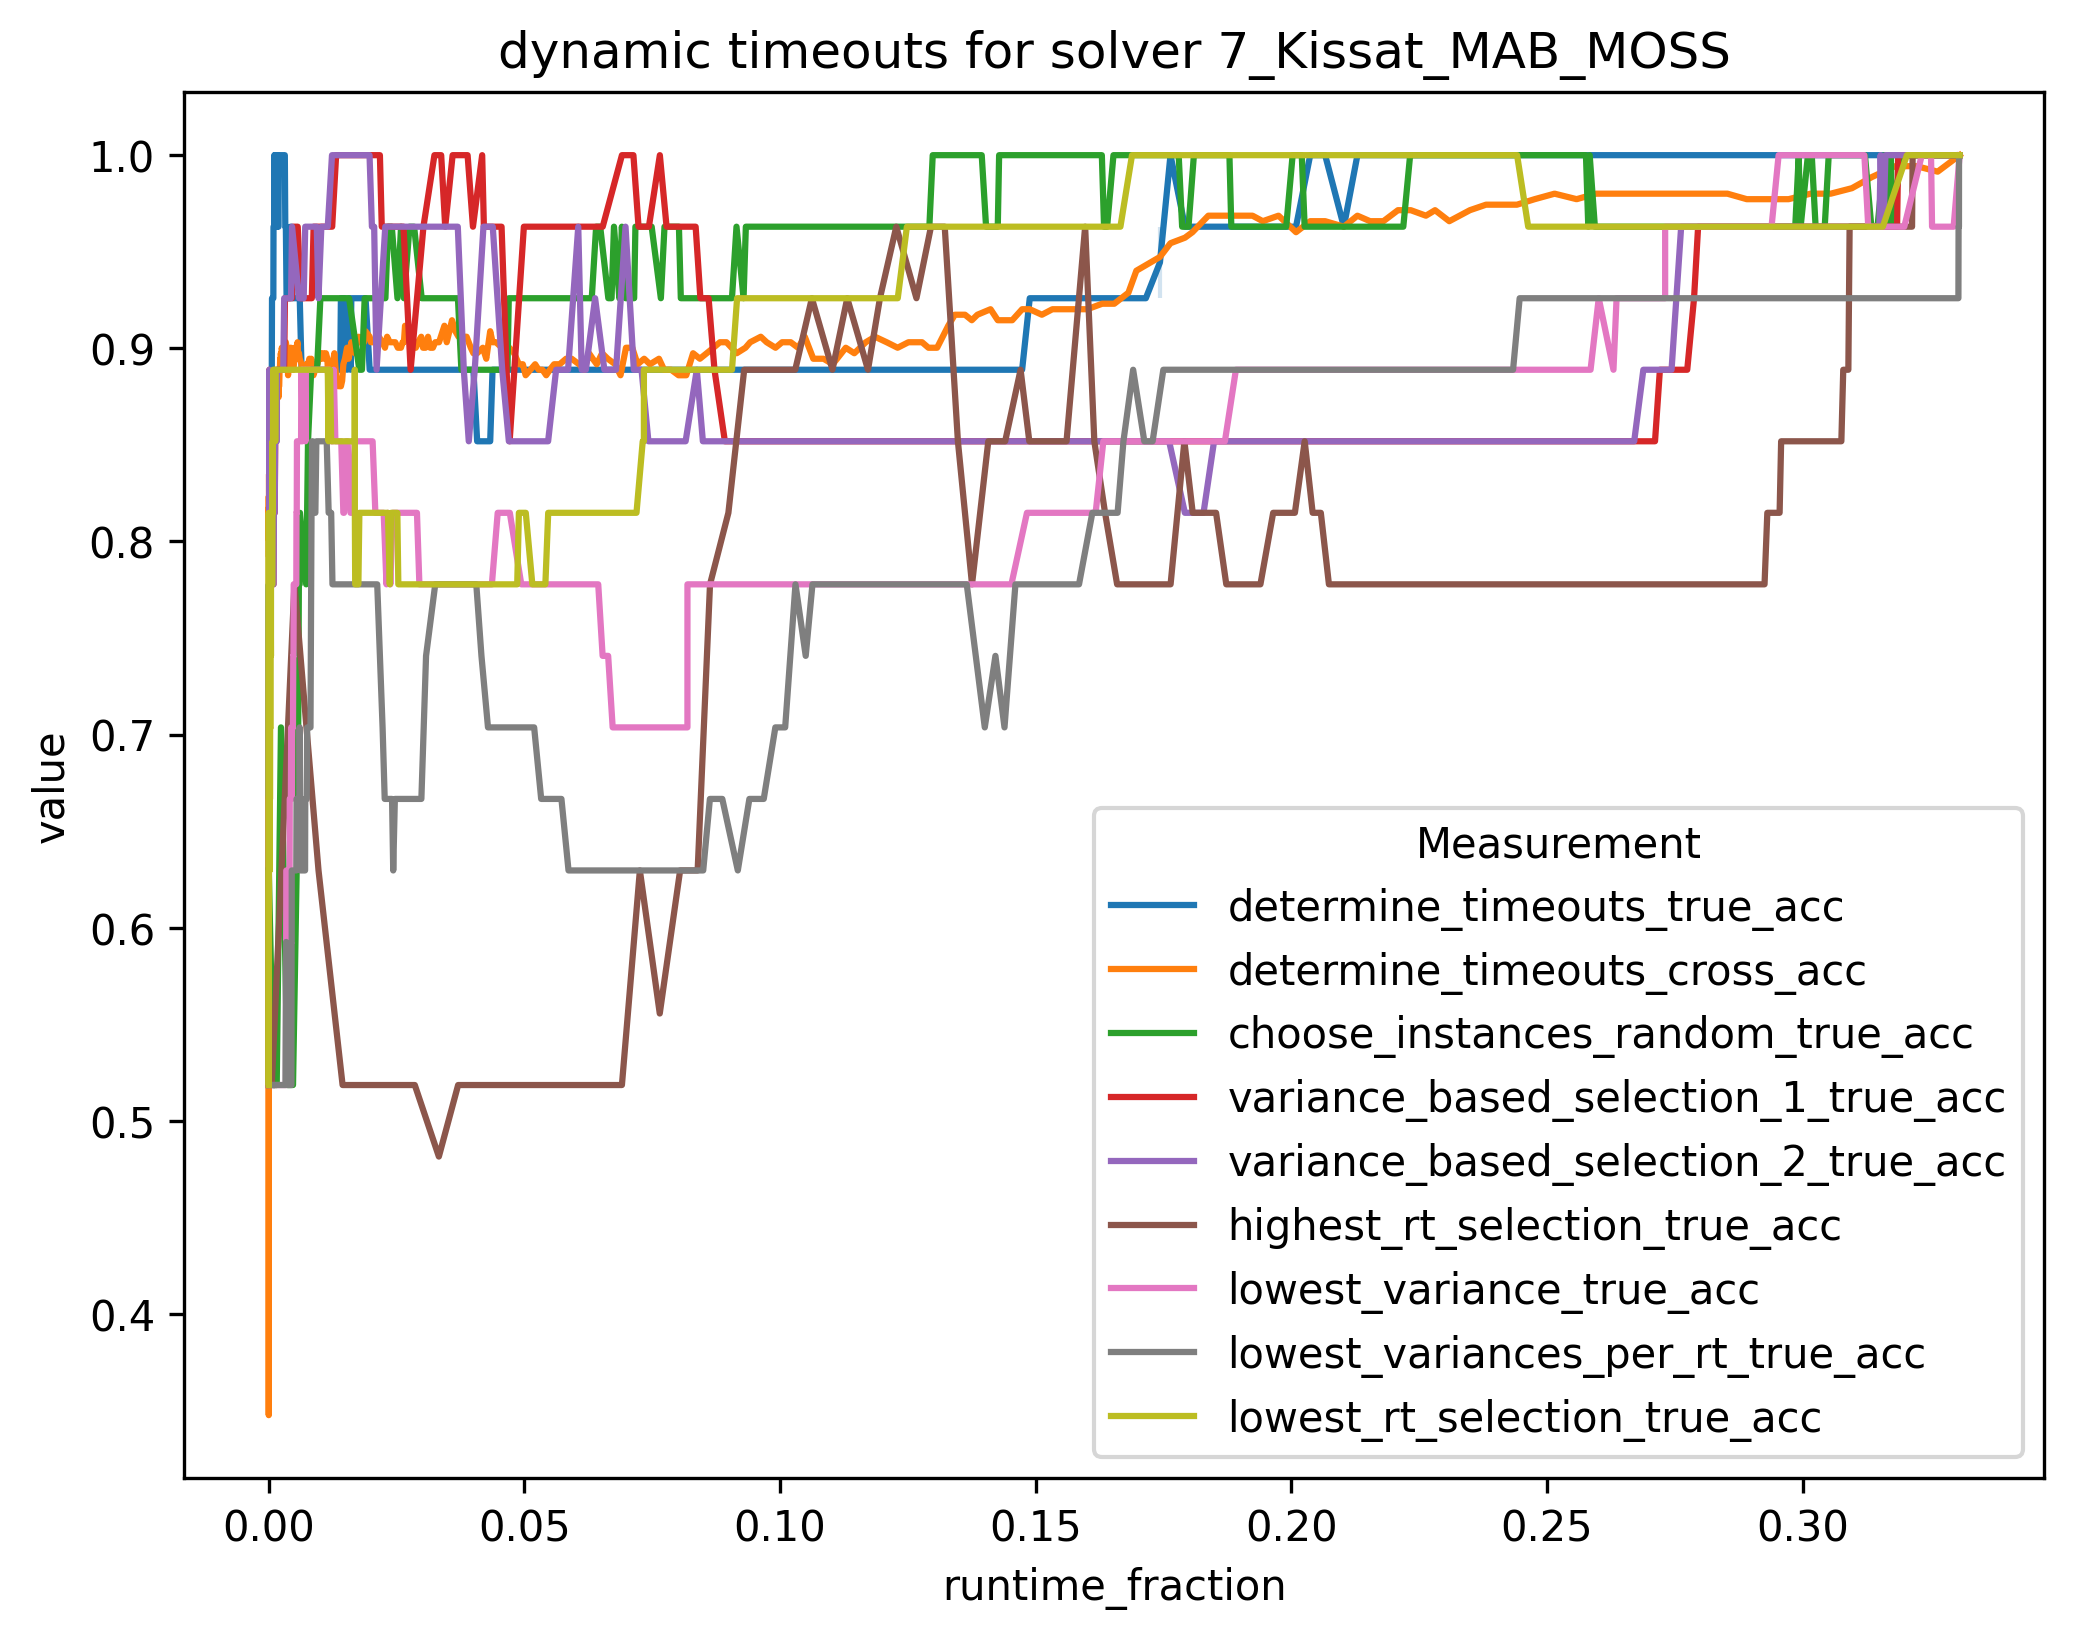 dynamic timeouts for solver 7_Kissat_MAB_MOSS
1.0
0.9
0.8
0.7
0.6
0.5
0.4
value
Measurement
determine_timeouts_true_acc
determine_timeouts_cross_acc
choose_instances_random_true_acc
variance_based_selection_1_true_acc
variance_based_selection_2_true_acc
highest_rt_selection_true_acc
lowest_variance_true_acc
lowest_variances_per_rt_true_acc
lowest_rt_selection_true_acc
0.00 0.05 0.10 0.15 0.20 0.25 0.30
runtime_fraction